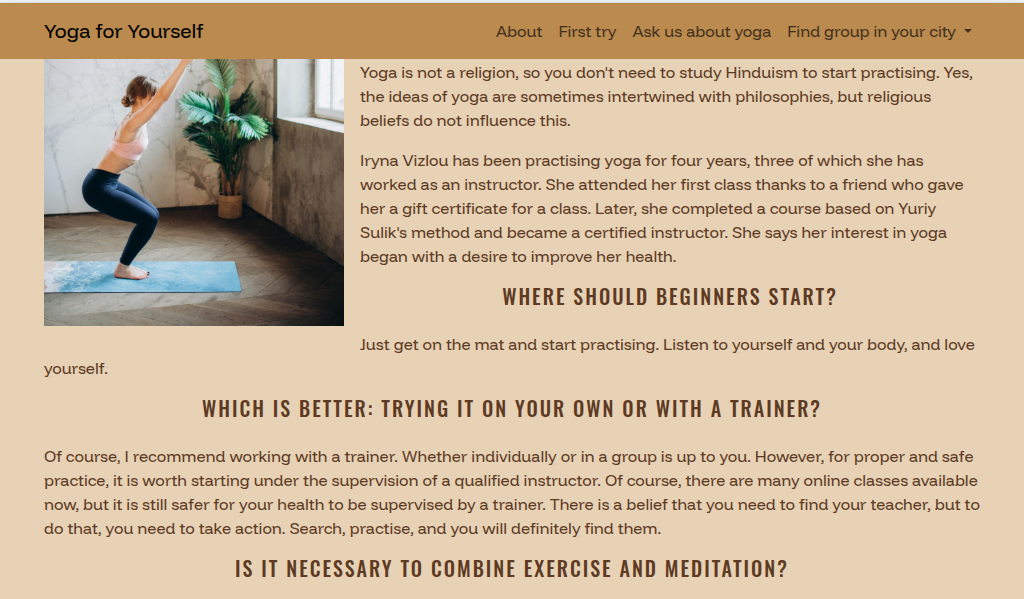 Yoga for Yourself
About First try Ask us about yoga Find group in your city
Yoga is not a religion, so you don't need to study Hinduism to start practising. Yes,
the ideas of yoga are sometimes intertwined with philosophies, but religious
beliefs do not influence this.
Iryna Vizlou has been practising yoga for four years, three of which she has
worked as an instructor. She attended her first class thanks to a friend who gave
her a gift certificate for a class. Later, she completed a course based on Yuriy
Sulik's method and became a certified instructor. She says her interest in yoga
began with a desire to improve her health.
WHERE SHOULD BEGINNERS START?
Just get on the mat and start practising. Listen to yourself and your body, and love
yourself.
WHICH IS BETTER: TRYING IT ON YOUR OWN OR WITH A TRAINER?
Of course, I recommend working with a trainer. Whether individually or in a group is up to you. However, for proper and safe
practice, it is worth starting under the supervision of a qualified instructor. Of course, there are many online classes available
now, but it is still safer for your health to be supervised by a trainer. There is a belief that you need to find your teacher, but to
do that, you need to take action. Search, practise, and you will definitely find them.
IS IT NECESSARY TO COMBINE EXERCISE AND MEDITATION?